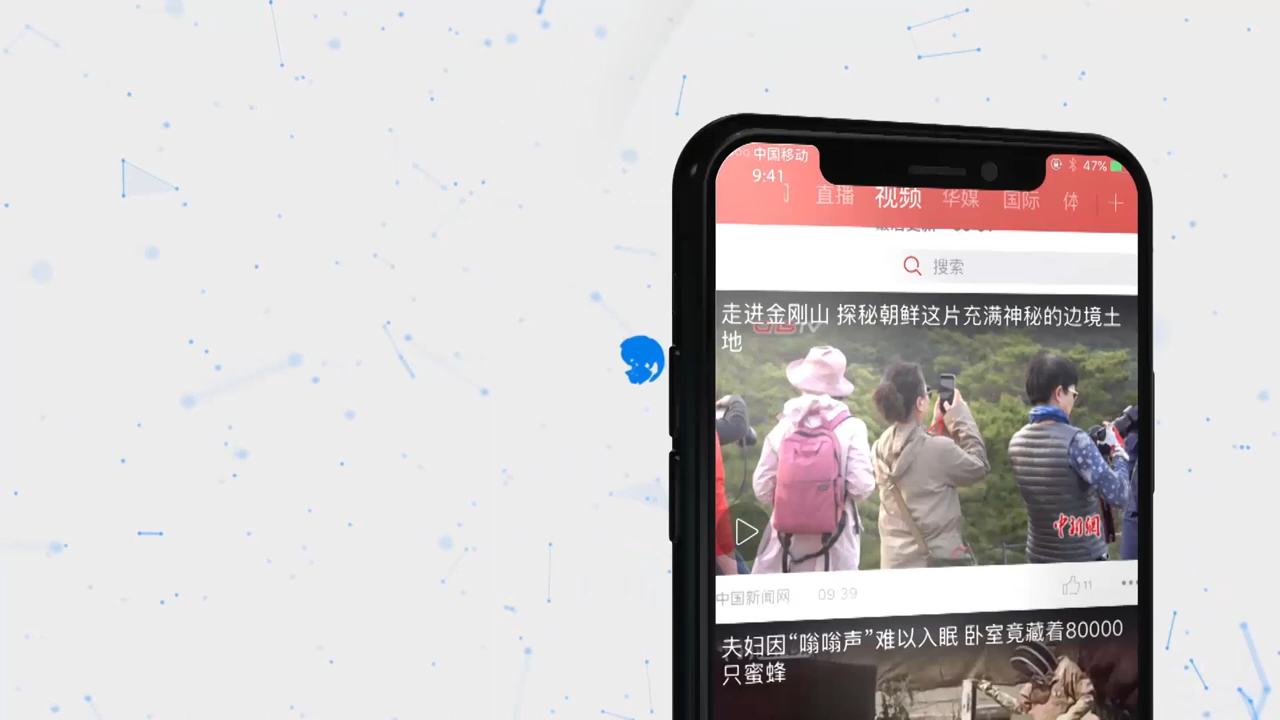 中国移动
47%
9:41
直播 视频 华媒 国际 体
搜索
走进金刚山 探秘朝鲜这片充满神秘的边境土
地
中新網
中国新闻网 09 39
11
夫妇因“嗡嗡声”难以入眠 卧室竟藏着80000
只蜜蜂